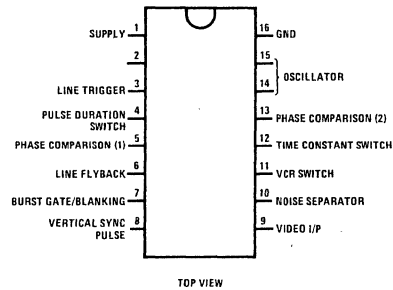 SUPPLY 1
2
LINE TRIGGER 3
PULSE DURATION
SWITCH 4
PHASE COMPARISON (1) 5
LINE FLYBACK 6
BURST GATE/BLANKING 7
VERTICAL SYNC
PULSE 8
16 GND
15
OSCILLATOR
14
13 PHASE COMPARISON (2)
12 TIME CONSTANT SWITCH
11 VCR SWITCH
10 NOISE SEPARATOR
9 VIDEO I/P
TOP VIEW